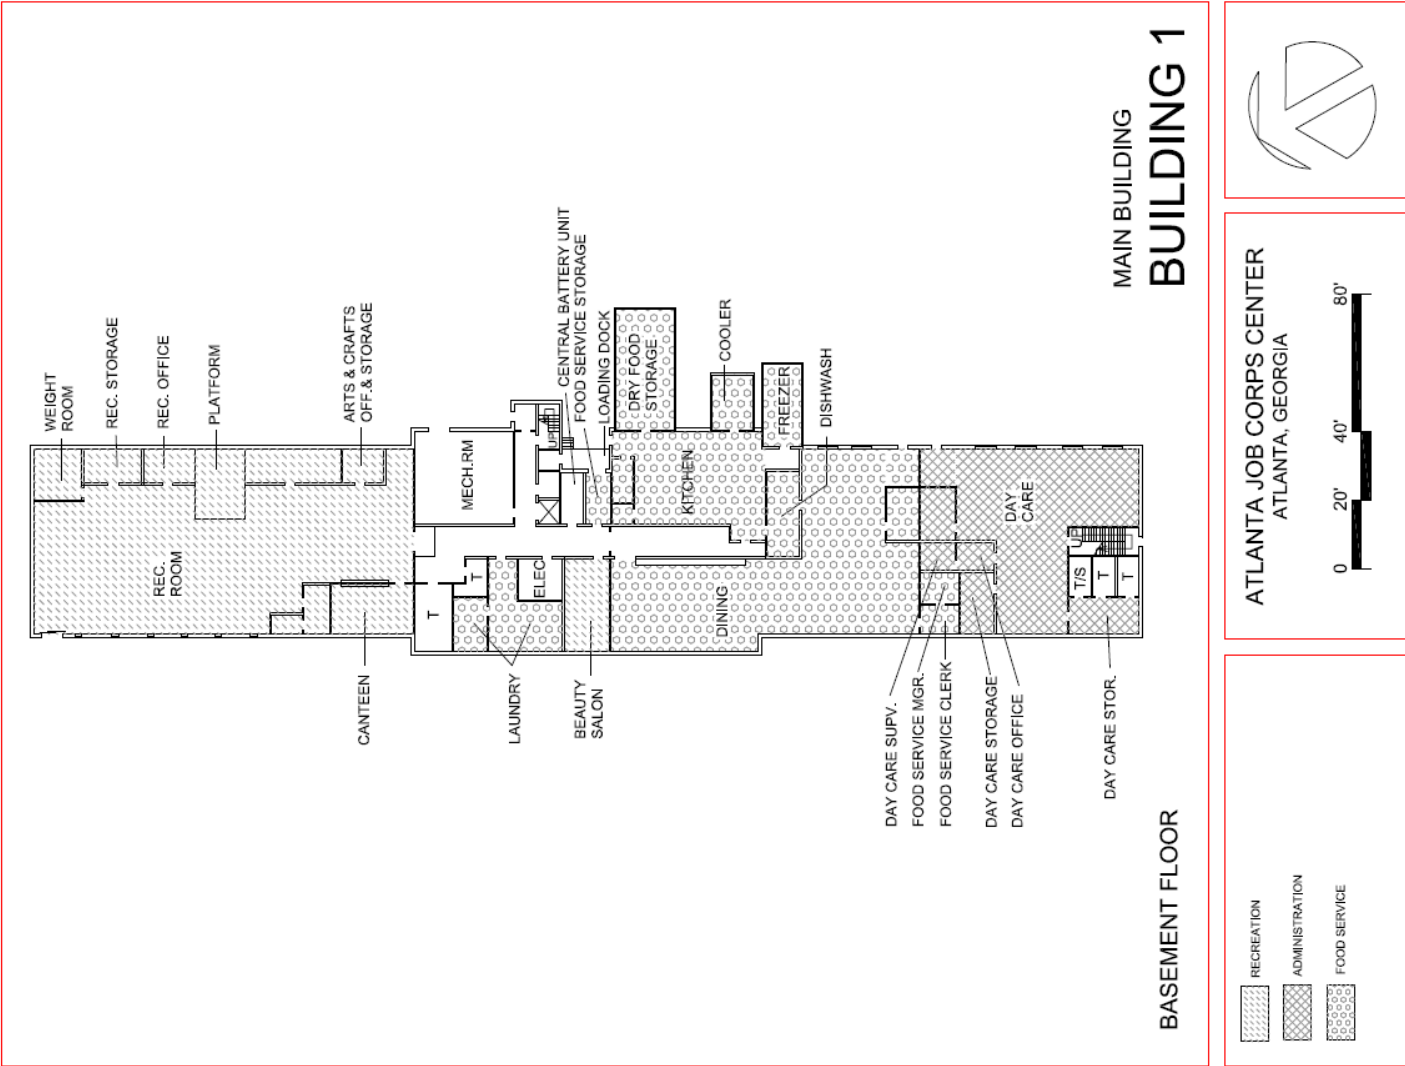 WEIGHT
ROOM
REC. STORAGE
REC. OFFICE
PLATFORM
ARTS & CRAFTS
OFF.& STORAGE
CENTRAL BATTERY UNIT
FOOD SERVICE STORAGE
LOADING DOCK
COOLER
DISHWASH
REC.
ROOM
MECH.RM
UP
DRY FOOD
STORAGE
KITCHEN
FREEZER
DAY
CARE
UP
T
T
ELEC
DINING
T/S
T
T
CANTEEN
LAUNDRY
BEAUTY
SALON
DAY CARE SUPV.
FOOD SERVICE MGR.
FOOD SERVICE CLERK
DAY CARE STORAGE
DAY CARE OFFICE
DAY CARE STOR.
BASEMENT FLOOR
MAIN BUILDING
BUILDING 1
RECREATION
ADMINISTRATION
FOOD SERVICE
ATLANTA JOB CORPS CENTER
ATLANTA, GEORGIA
0 20' 40' 80'